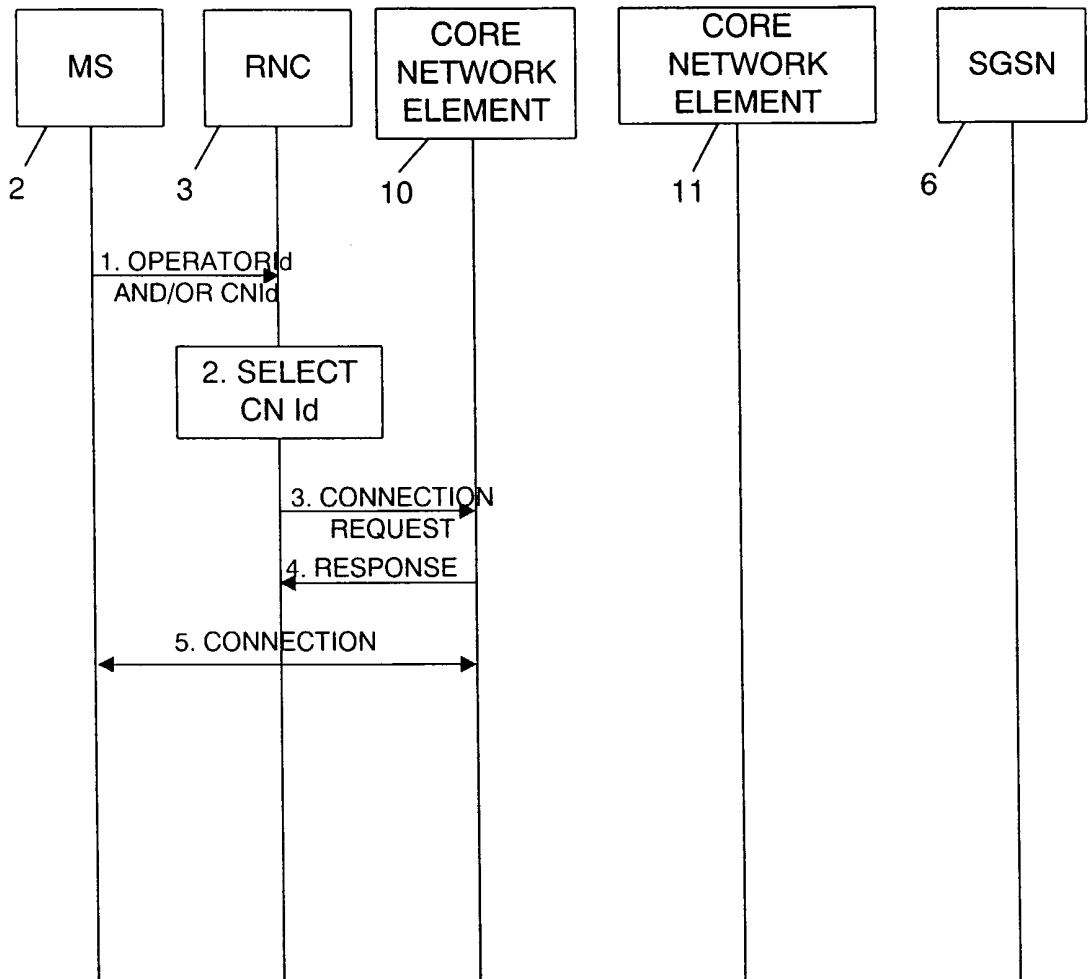 MS
RNC
CORE
NETWORK
ELEMENT
CORE
NETWORK
ELEMENT
SGSN
2
3
10
11
6
1. OPERATORId
AND/OR CNId
2. SELECT
CN Id
3. CONNECTION
REQUEST
4. RESPONSE
5. CONNECTION